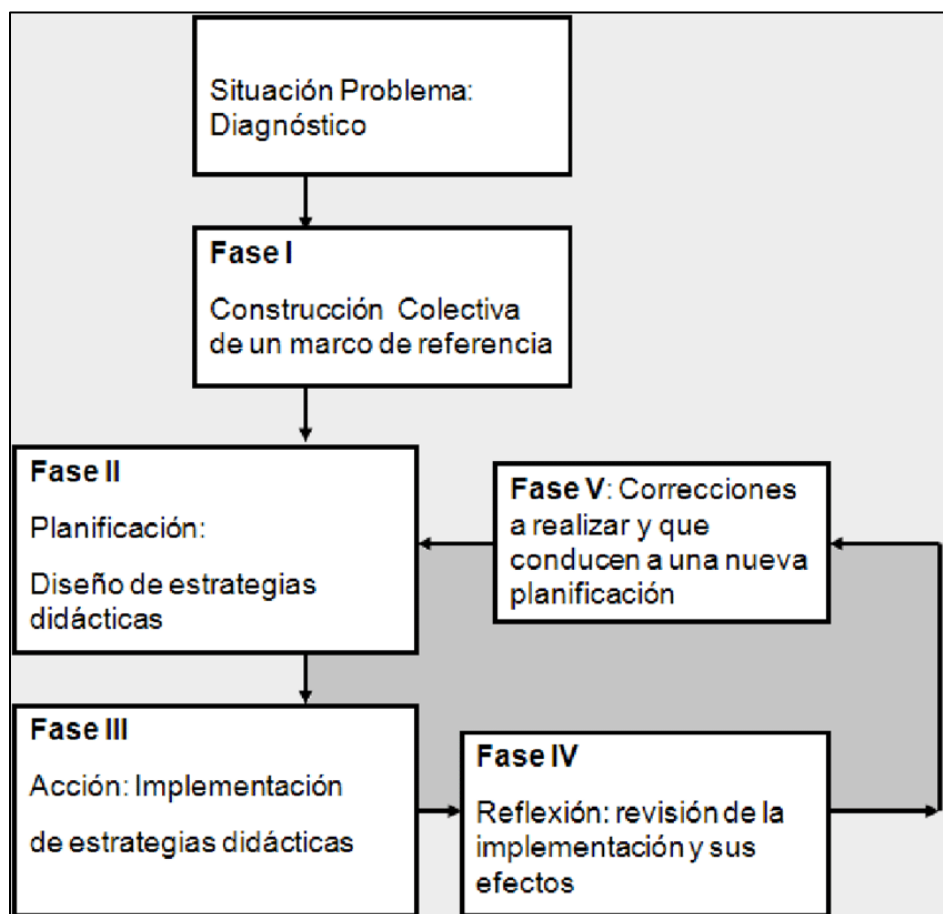 Situación Problema:
Diagnóstico
Fase I
Construcción Colectiva
de un marco de referencia
Fase II
Planificación:
Diseño de estrategias
didácticas
Fase V: Correcciones
a realizar y que
conducen a una nueva
planificación
Fase III
Acción: Implementación
de estrategias didácticas
Fase IV
Reflexión: revisión de la
implementación y sus
efectos